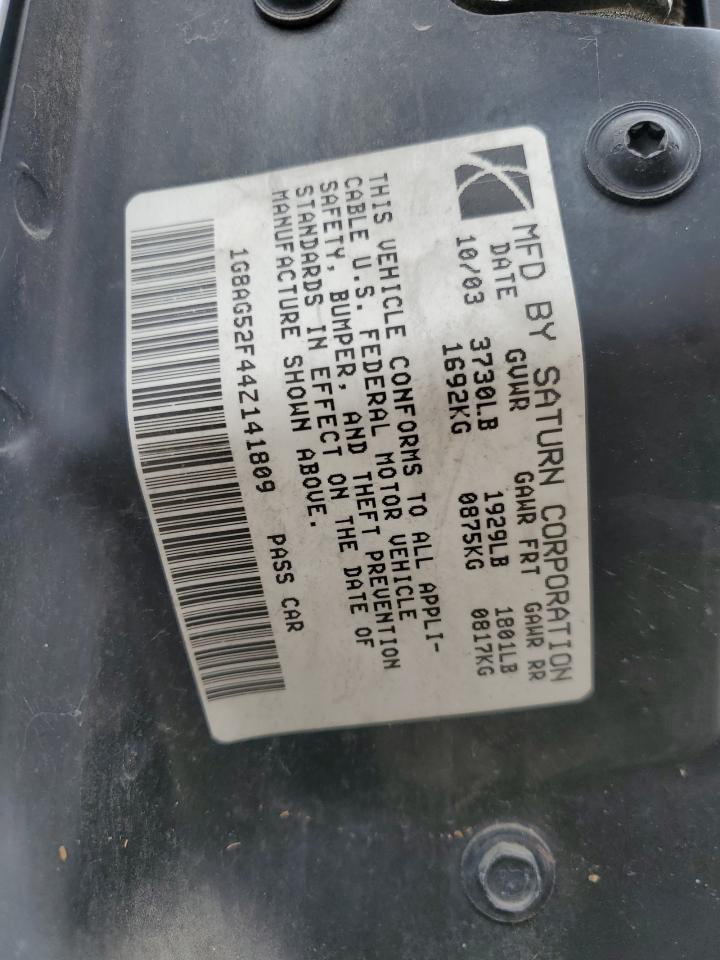 MFD BY SATURN CORPORATION
DATE GVWR GAWR FRT GAWR RR
10/03 3730LB 1929LB 1801LB
1692KG 0875KG 0817KG
THIS VEHICLE CONFORMS TO ALL APPLI-
CABLE U.S. FEDERAL MOTOR VEHICLE
SAFETY, BUMPER, AND THEFT PREVENTION
STANDARDS IN EFFECT ON THE DATE OF
MANUFACTURE SHOWN ABOVE.
1G8AG52F44Z141809 PASS CAR